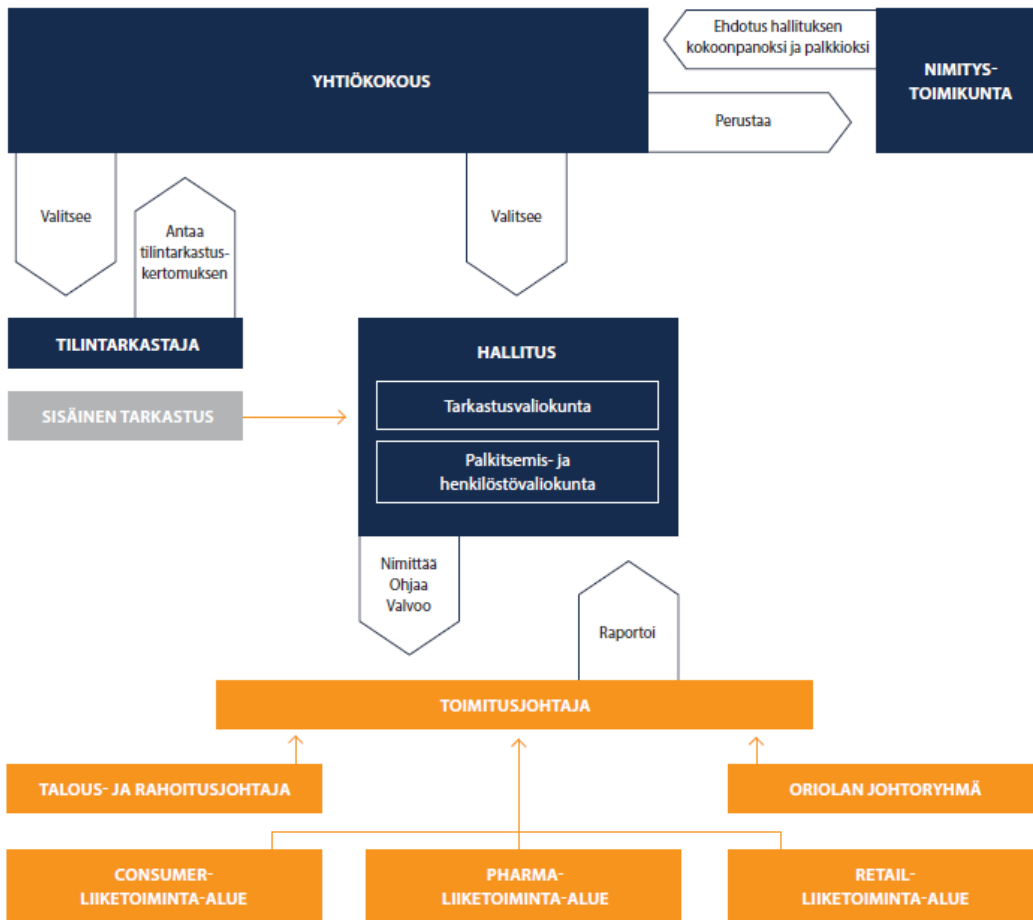 Ehdotus hallituksen
kokoonpanoksi ja palkkioksi
YHTIÖKOKOUS
NIMITYS-
TOIMIKUNTA
Perustaa
Valitsee
Antaa
tilintarkastus-
kertomuksen
Valitsee
TILINTARKASTAJA
HALLITUS
SISÄINEN TARKASTUS
Tarkastusvaliokunta
Palkitsemis- ja
henkilöstövaliokunta
Nimittää
Ohjaa
Valvoo
Raportoi
TOIMITUSJOHTAJA
TALOUS- JA RAHOITUSJOHTAJA
ORIOLAN JOHTORYHMÄ
CONSUMER-
LIIKETOIMINTA-ALUE
PHARMA-
LIIKETOIMINTA-ALUE
RETAIL-
LIIKETOIMINTA-ALUE